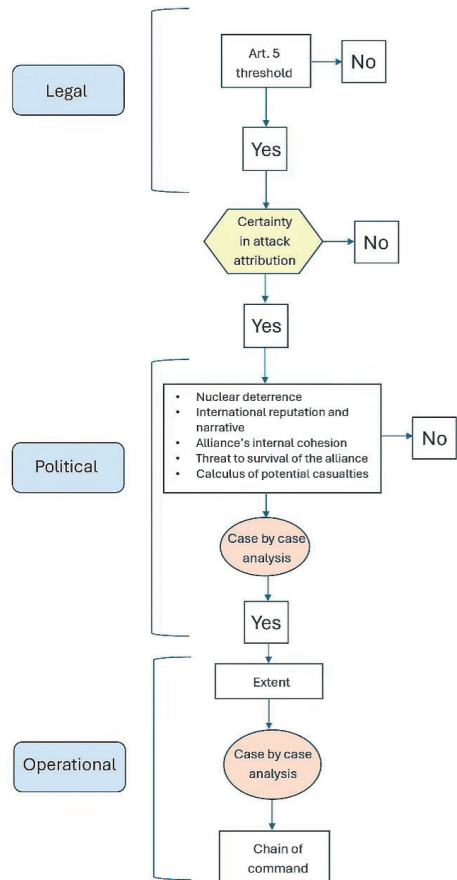 Legal
Art. 5
threshold
No
Yes
Certainty
in attack
attribution
No
Yes
Political
• Nuclear deterrence
• International reputation and
narrative
• Alliance's internal cohesion
• Threat to survival of the alliance
• Calculus of potential casualties
No
Case by case
analysis
Yes
Operational
Extent
Case by case
analysis
Chain of
command